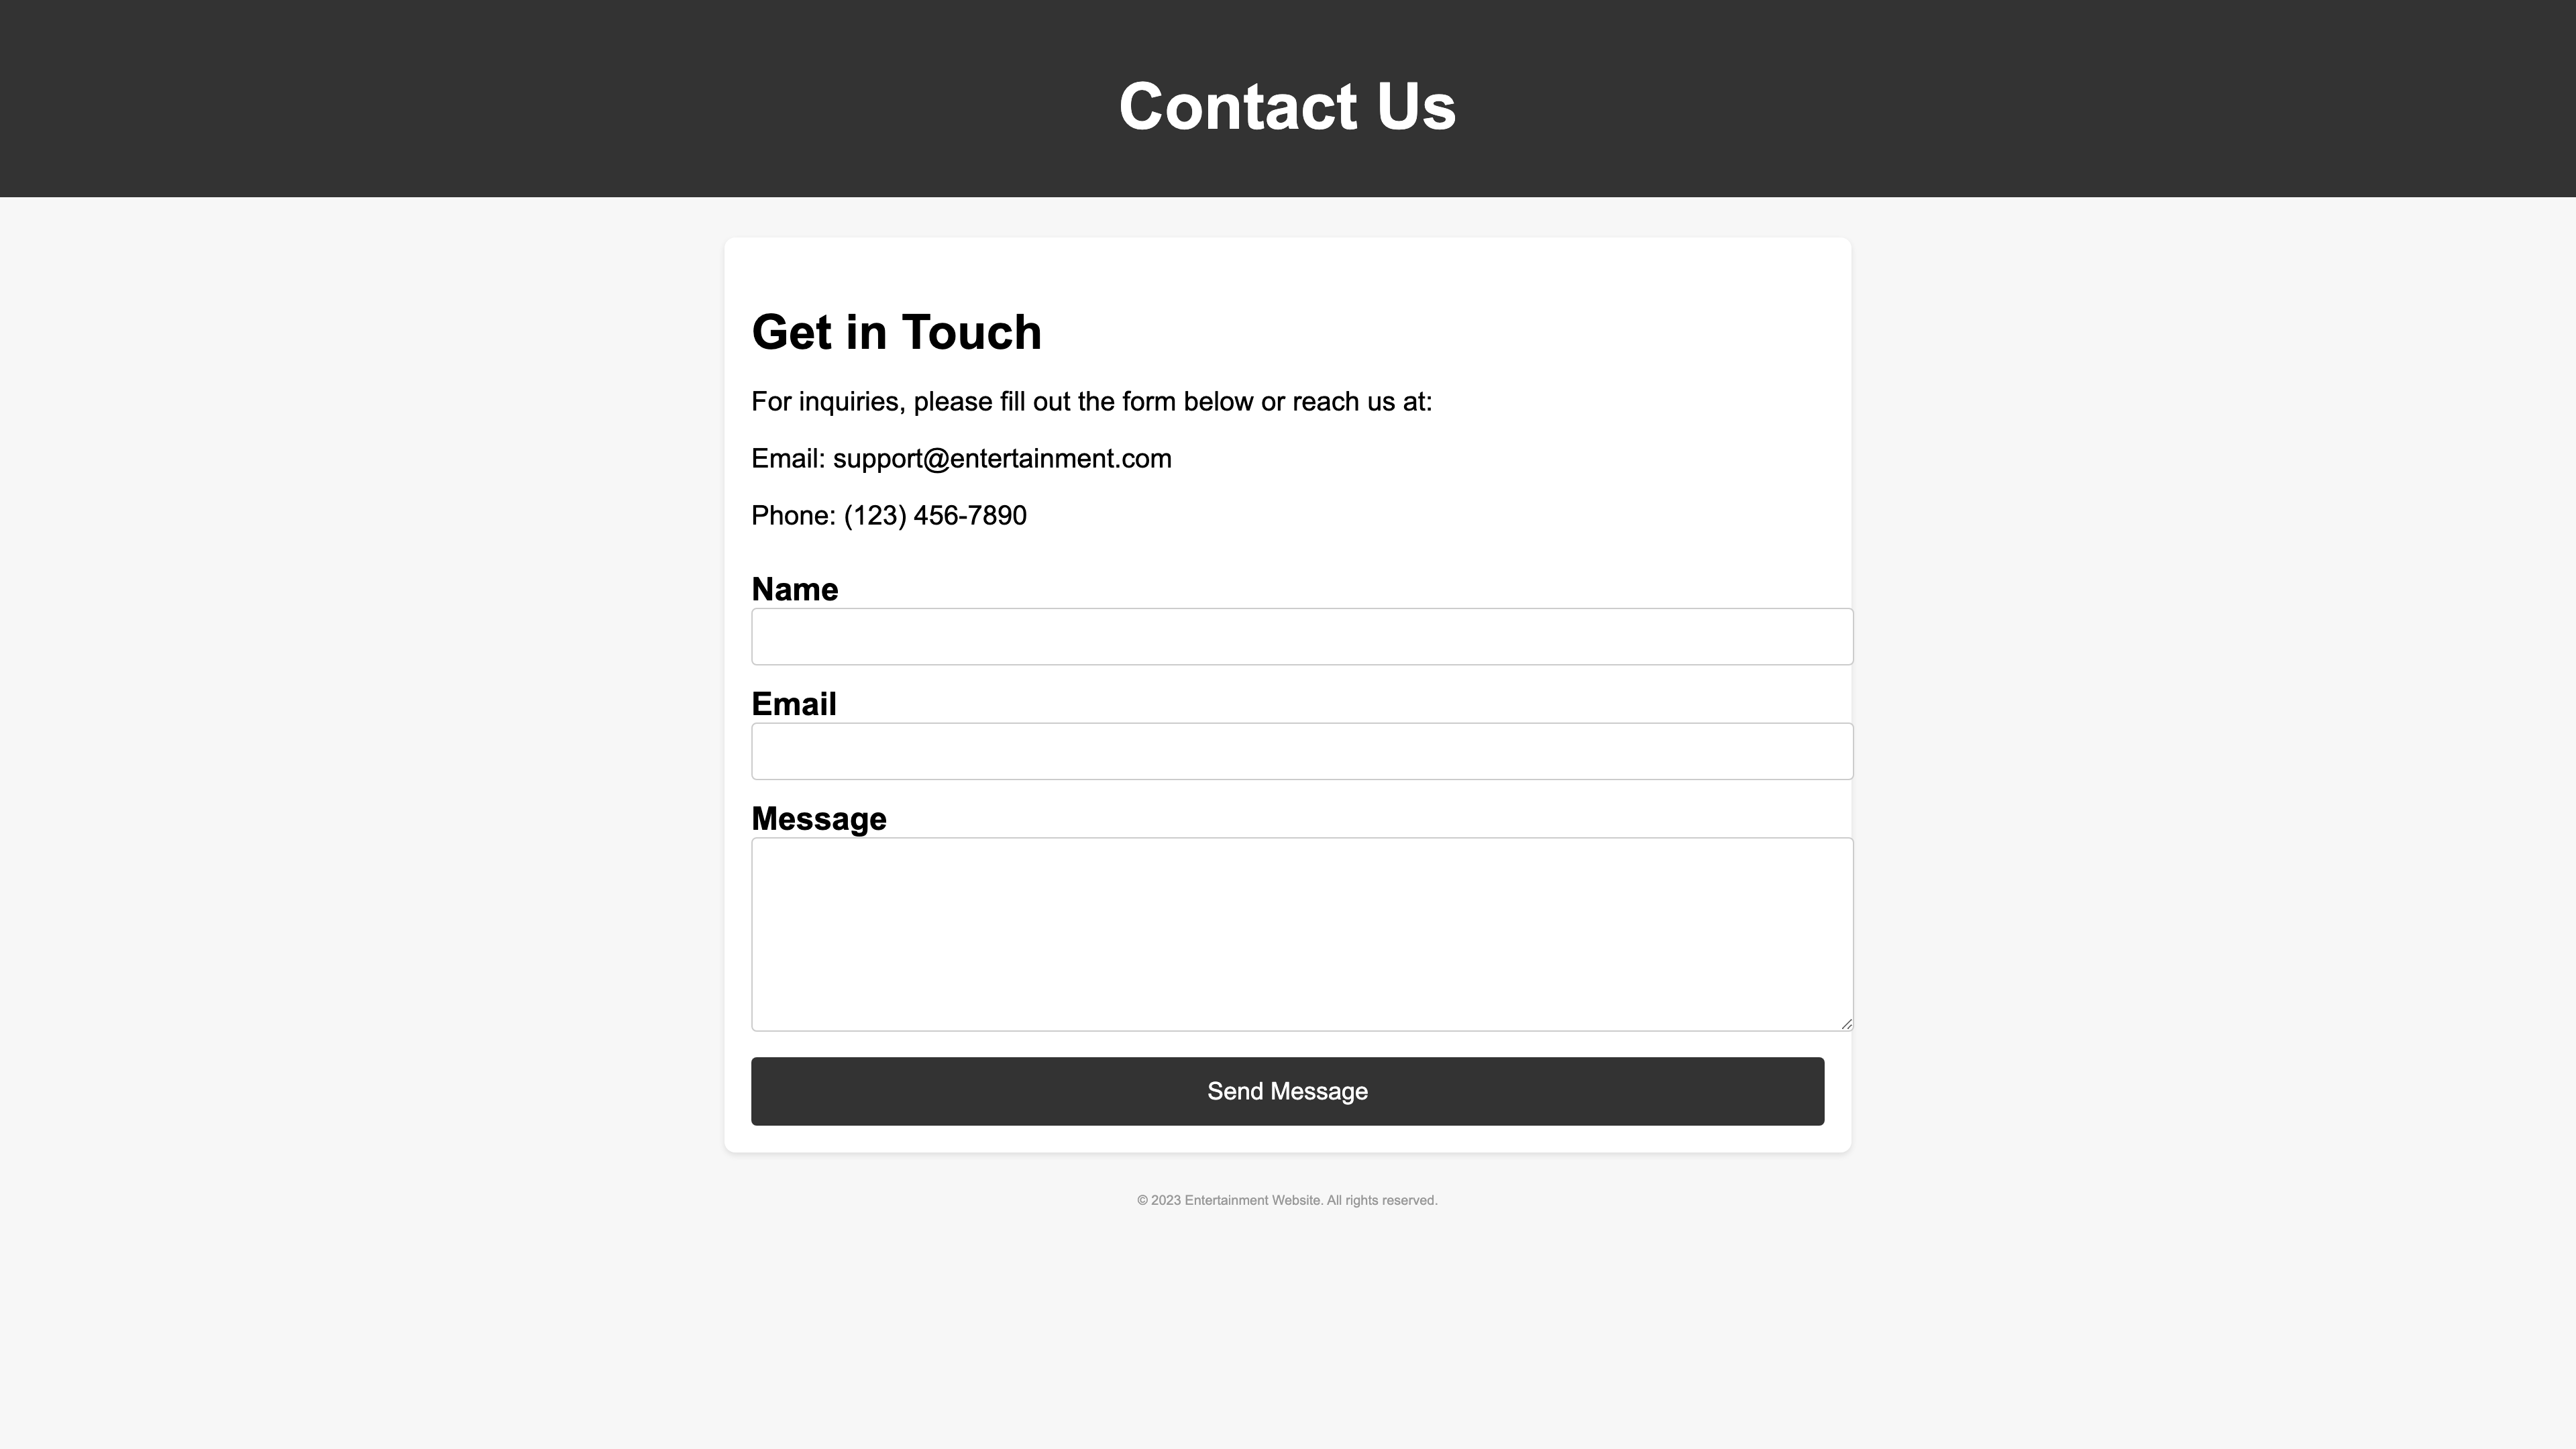 Contact Us
Get in Touch
For inquiries, please fill out the form below or reach us at:
Email: support@entertainment.com
Phone: (123) 456-7890
Name
Email
Message
Send Message
© 2023 Entertainment Website. All rights reserved.